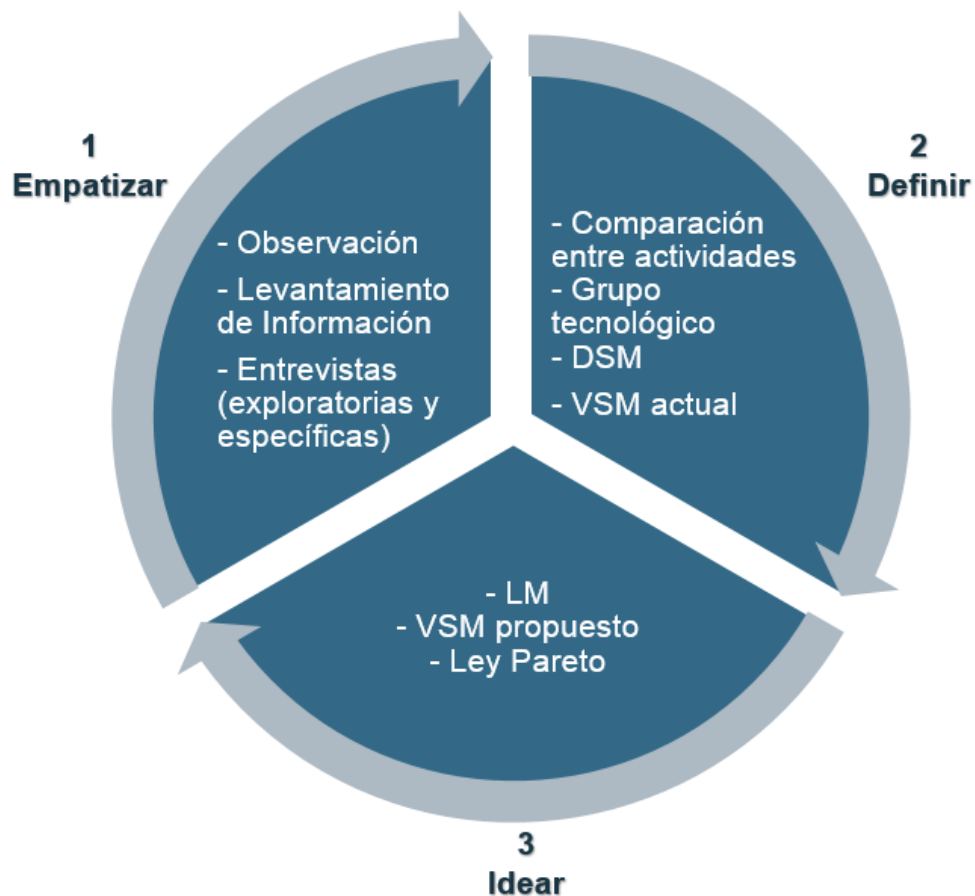 1
Empatizar
- Observación
- Levantamiento
de Información
- Entrevistas
(exploratorias y
específicas)
2
Definir
- Comparación
entre actividades
- Grupo
tecnológico
- DSM
- VSM actual
- LM
- VSM propuesto
- Ley Pareto
3
Idear